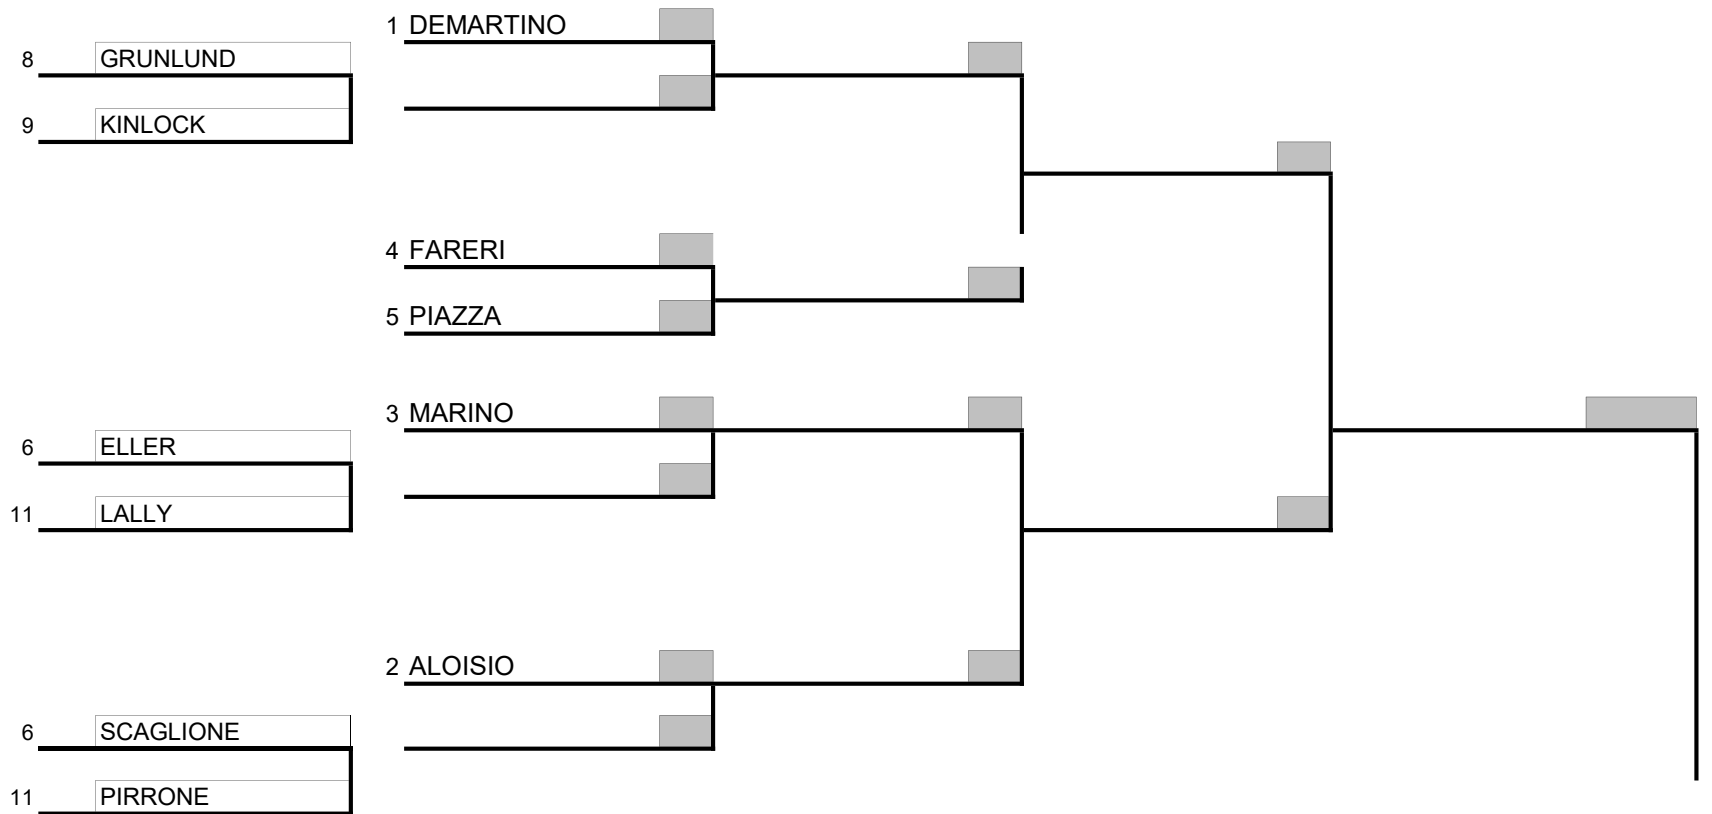 1 DEMARTINO
8 GRUNLUND
9 KINLOCK
4 FARERI
5 PIAZZA
3 MARINO
6 ELLER
11 LALLY
2 ALOISIO
6 SCAGLIONE
11 PIRRONE